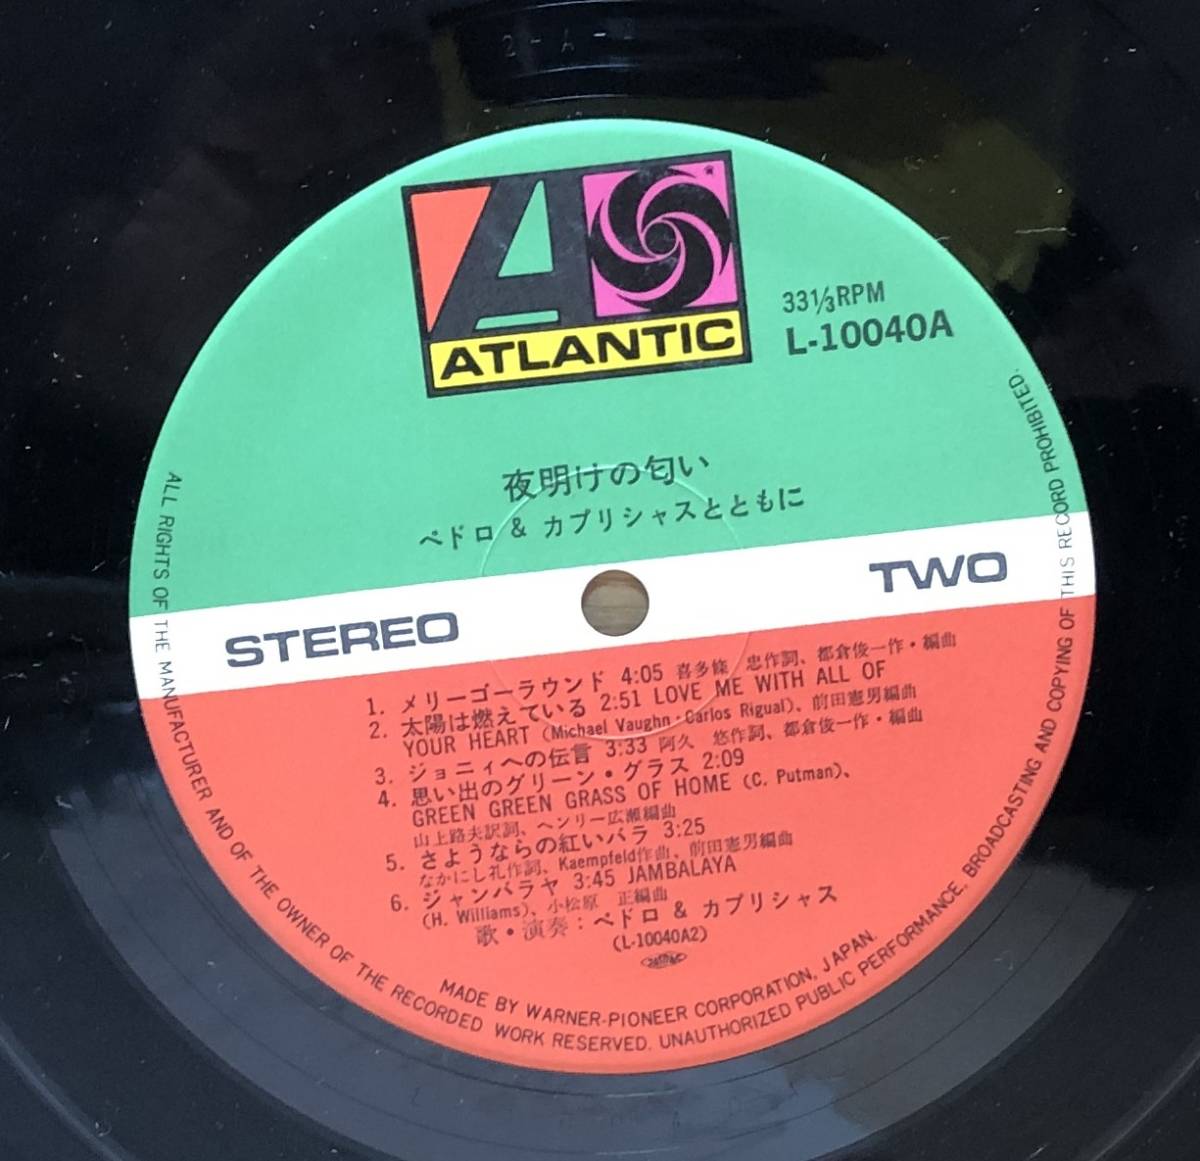 2-A-
ATLANTIC
33⅓RPM
L-10040A
夜明けの匂い
ペドロ & カプリシャスとともに
STEREO
TWO
1. メリーゴーラウンド 4:05 喜多條 忠作詞、都倉俊一作・編曲
2. 太陽は燃えている 2:51 LOVE ME WITH ALL OF
YOUR HEART (Michael Vaughn・Carlos Rigual)、前田憲男編曲
3. ジョニィへの伝言 3:33 阿久 悠作詞、都倉俊一作・編曲
4. 思い出のグリーン・グラス 2:09
GREEN GREEN GRASS OF HOME (C. Putman)、
山上路夫訳詞、ヘンリー広瀬編曲
5. さようならの紅いバラ 3:25
なかにし礼作詞、Kaempfeld作曲、前田憲男編曲
6. ジャンバラヤ 3:45 JAMBALAYA
(H. Williams)、小松原 正編曲
歌・演奏：ペドロ & カプリシャス
(L-10040A2)
MADE BY WARNER-PIONEER CORPORATION, JAPAN.
ALL RIGHTS OF THE MANUFACTURER AND OF THE OWNER OF THE RECORDED WORK RESERVED. UNAUTHORIZED PUBLIC PERFORMANCE, BROADCASTING AND COPYING OF THIS RECORD PROHIBITED.